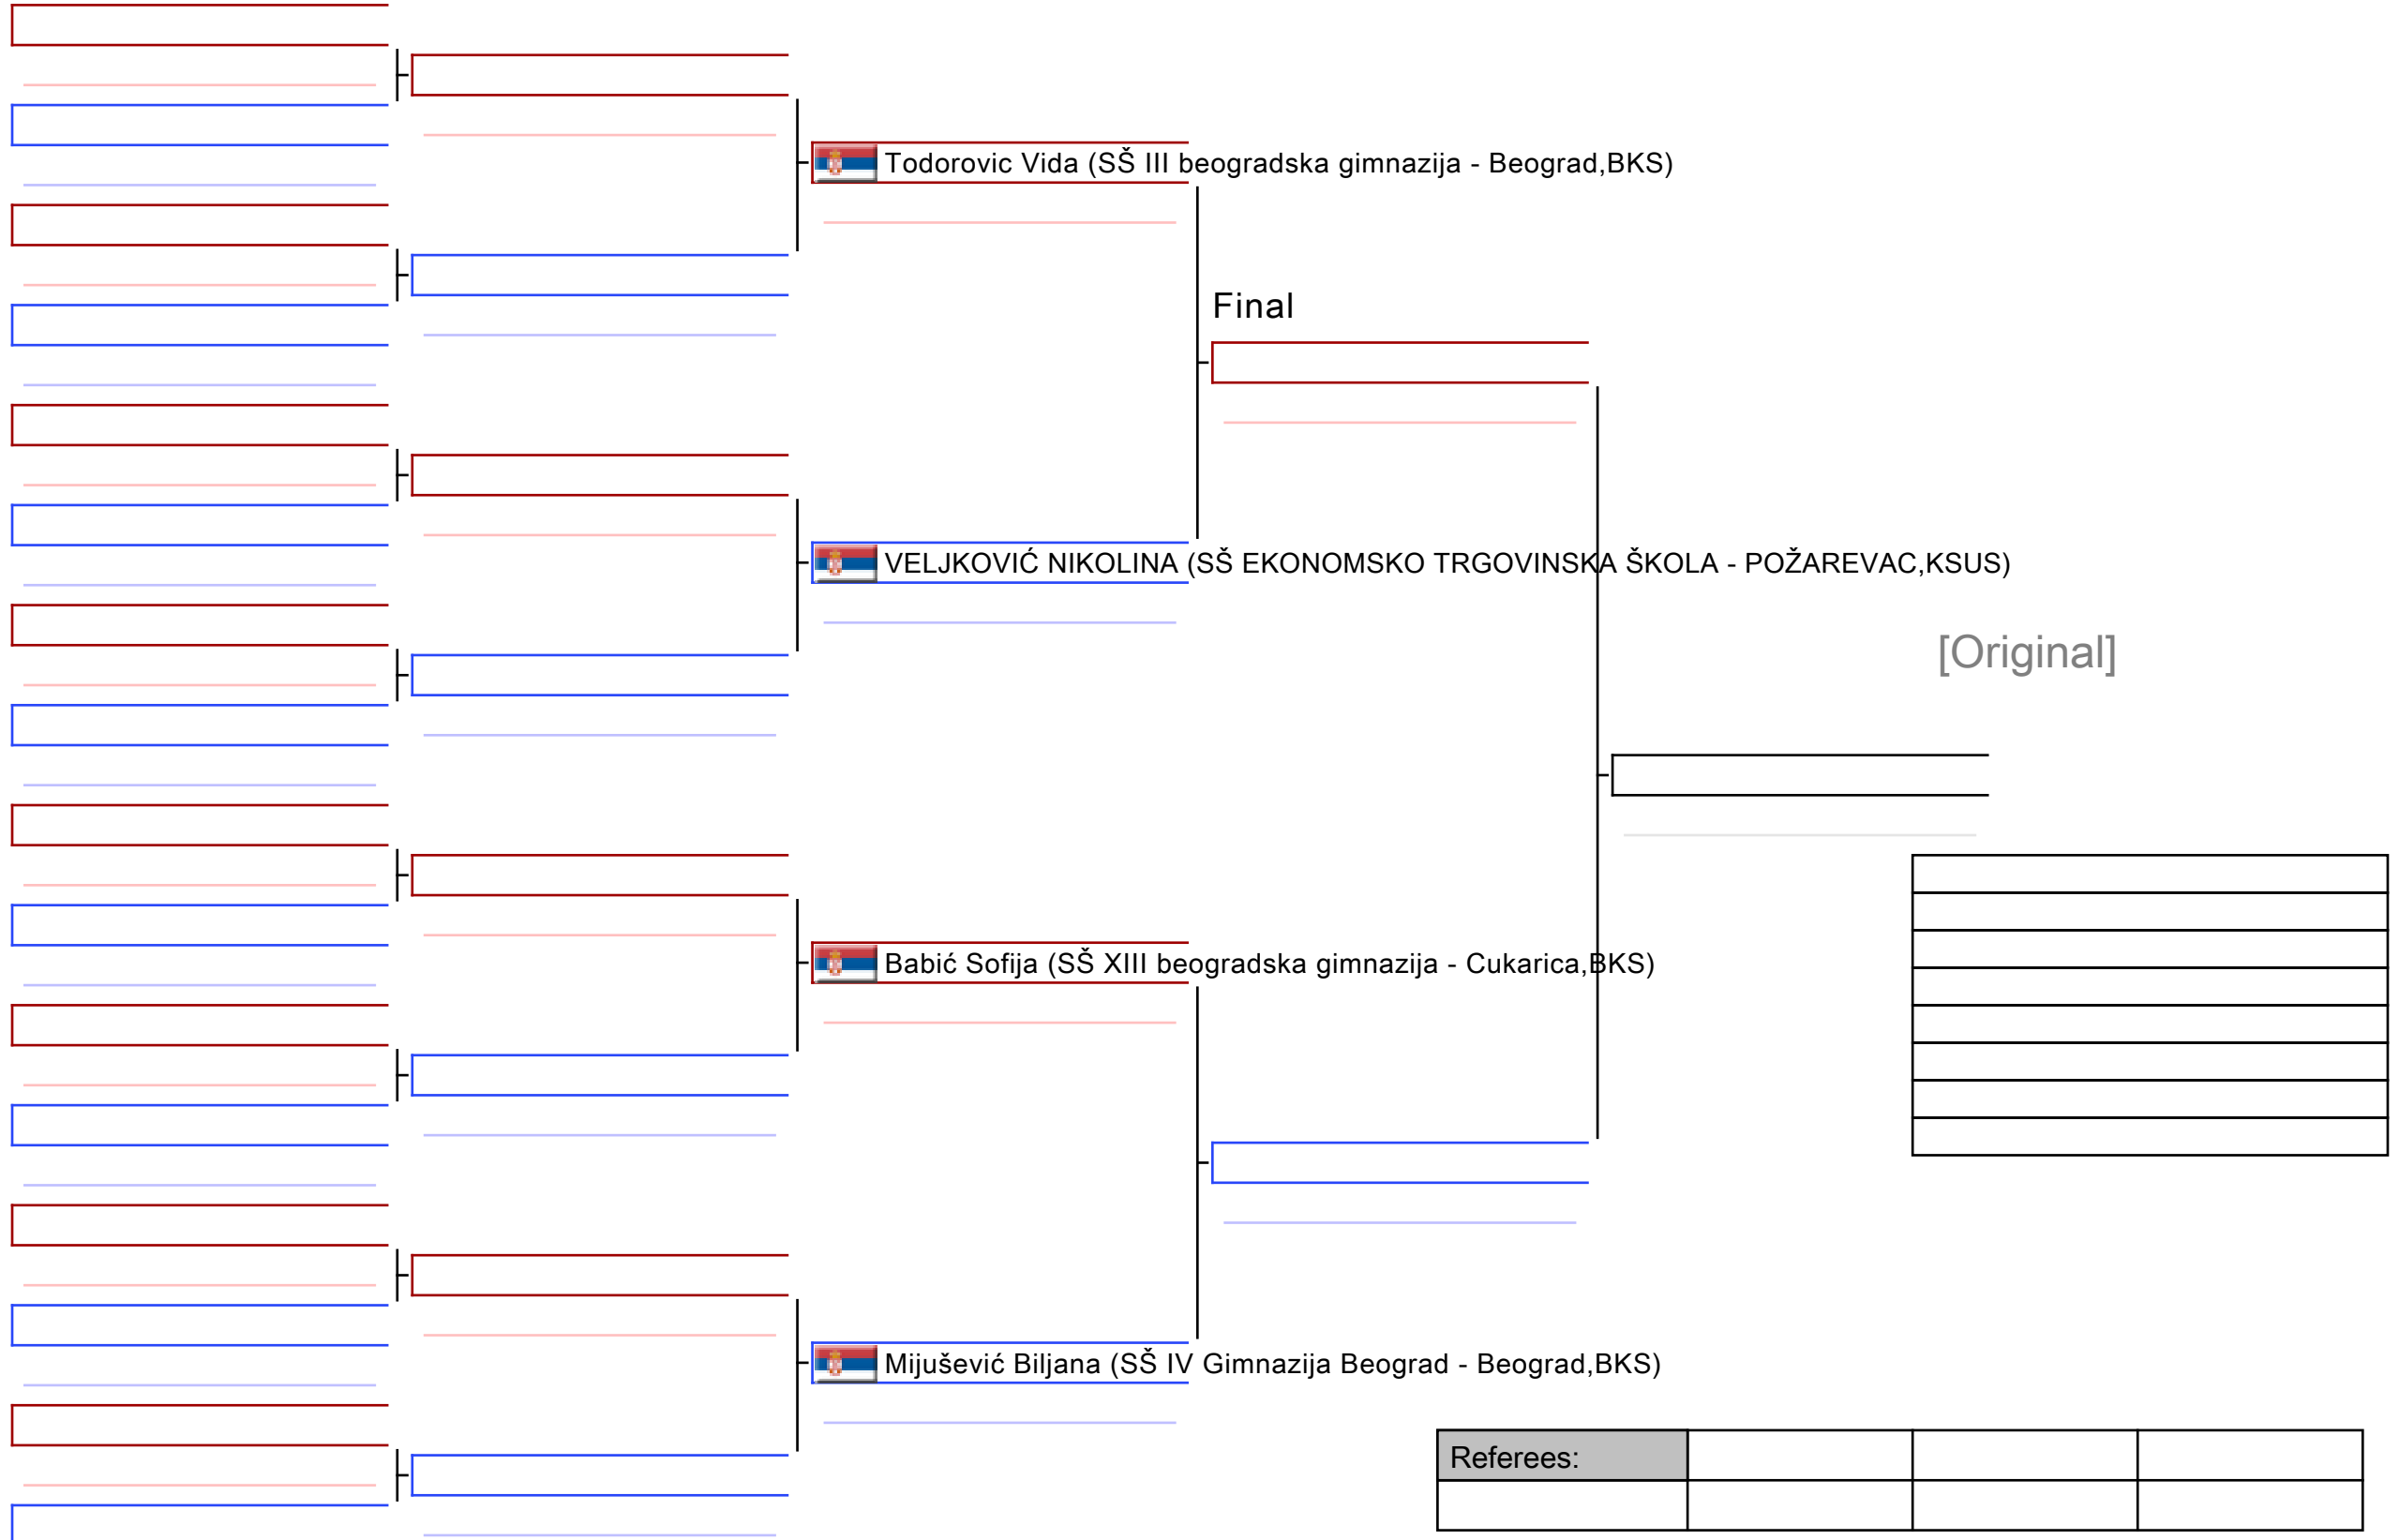 Todorovic Vida (SŠ III beogradska gimnazija - Beograd,BKS)
Final
VELJKOVIĆ NIKOLINA (SŠ EKONOMSKO TRGOVINSKA ŠKOLA - POŽAREVAC,KSUS)
[Original]
Babić Sofija (SŠ XIII beogradska gimnazija - Cukarica,BKS)
Mijušević Biljana (SŠ IV Gimnazija Beograd - Beograd,BKS)
Referees: